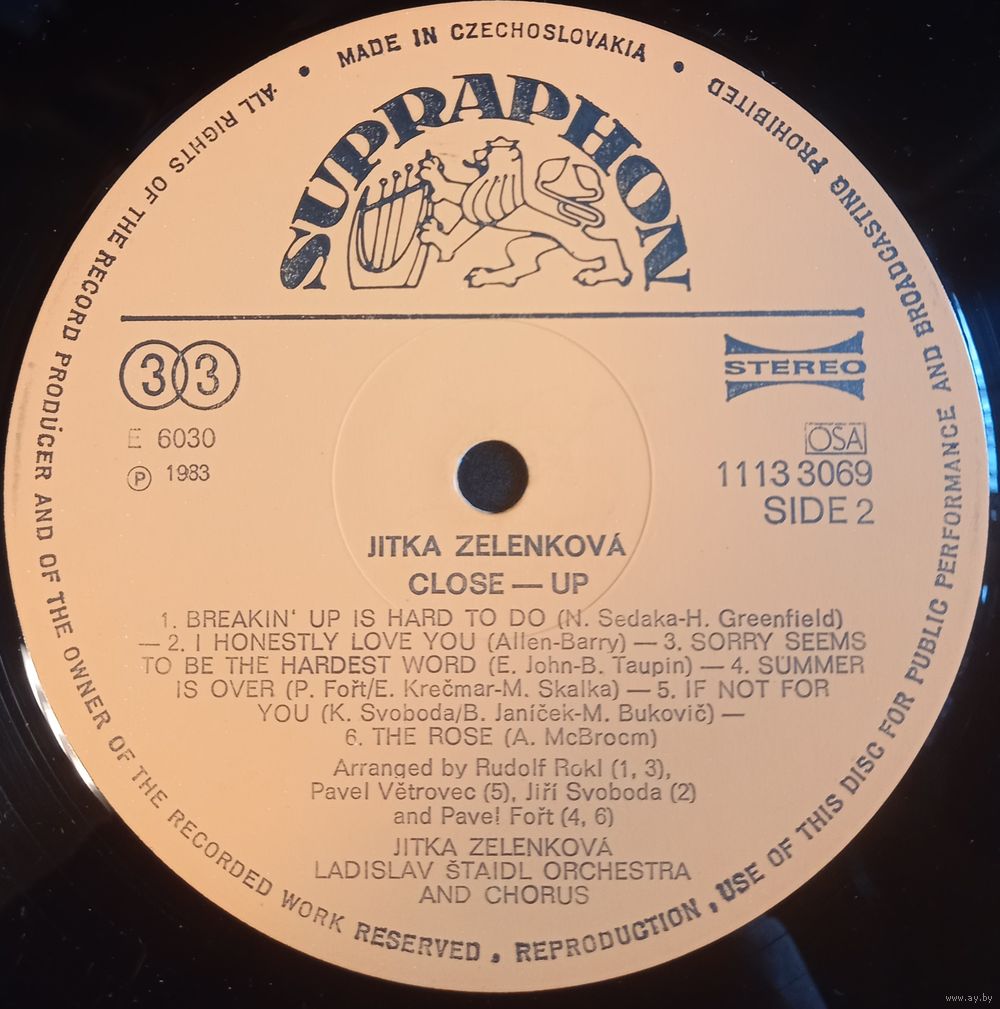 MADE IN CZECHOSLOVAKIA
ALL RIGHTS OF THE RECORD PRODUCER AND OF THE OWNER OF THE RECORDED WORK RESERVED . REPRODUCTION , USE OF THIS DISC FOR PUBLIC PERFORMANCE AND BROADCASTING PROHIBITED
SUPRAPHON
33
STEREO
E 6030
OSA
℗ 1983
1113 3069
SIDE 2
JITKA ZELENKOVÁ
CLOSE — UP
1. BREAKIN' UP IS HARD TO DO (N. Sedaka-H. Greenfield)
— 2. I HONESTLY LOVE YOU (Allen-Barry) — 3. SORRY SEEMS
TO BE THE HARDEST WORD (E. John-B. Taupin) — 4. SUMMER
IS OVER (P. Fořt/E. Krečmar-M. Skalka) — 5. IF NOT FOR
YOU (K. Svoboda/B. Janíček-M. Bukovič) —
6. THE ROSE (A. McBrocm)
Arranged by Rudolf Rokl (1, 3),
Pavel Větrovec (5), Jiří Svoboda (2)
and Pavel Fořt (4, 6)
JITKA ZELENKOVÁ
LADISLAV ŠTAIDL ORCHESTRA
AND CHORUS
www.ay.by